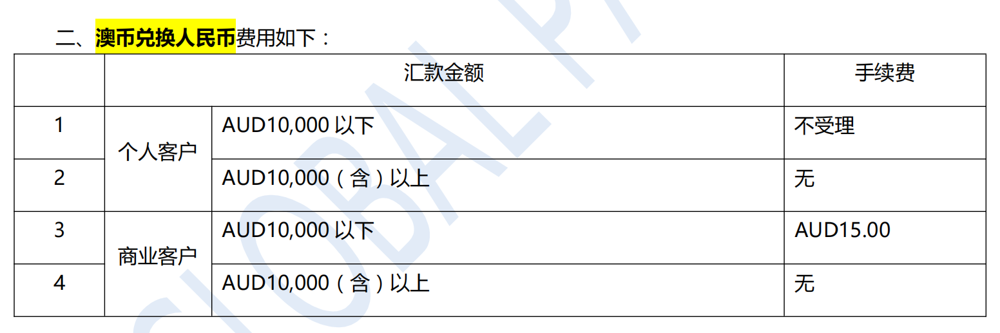 二、澳币兑换人民币费用如下：
汇款金额 手续费
1 个人客户 AUD10,000 以下 不受理
2 AUD10,000（含）以上 无
3 商业客户 AUD10,000 以下 AUD15.00
4 AUD10,000（含）以上 无
GLOBAL PA